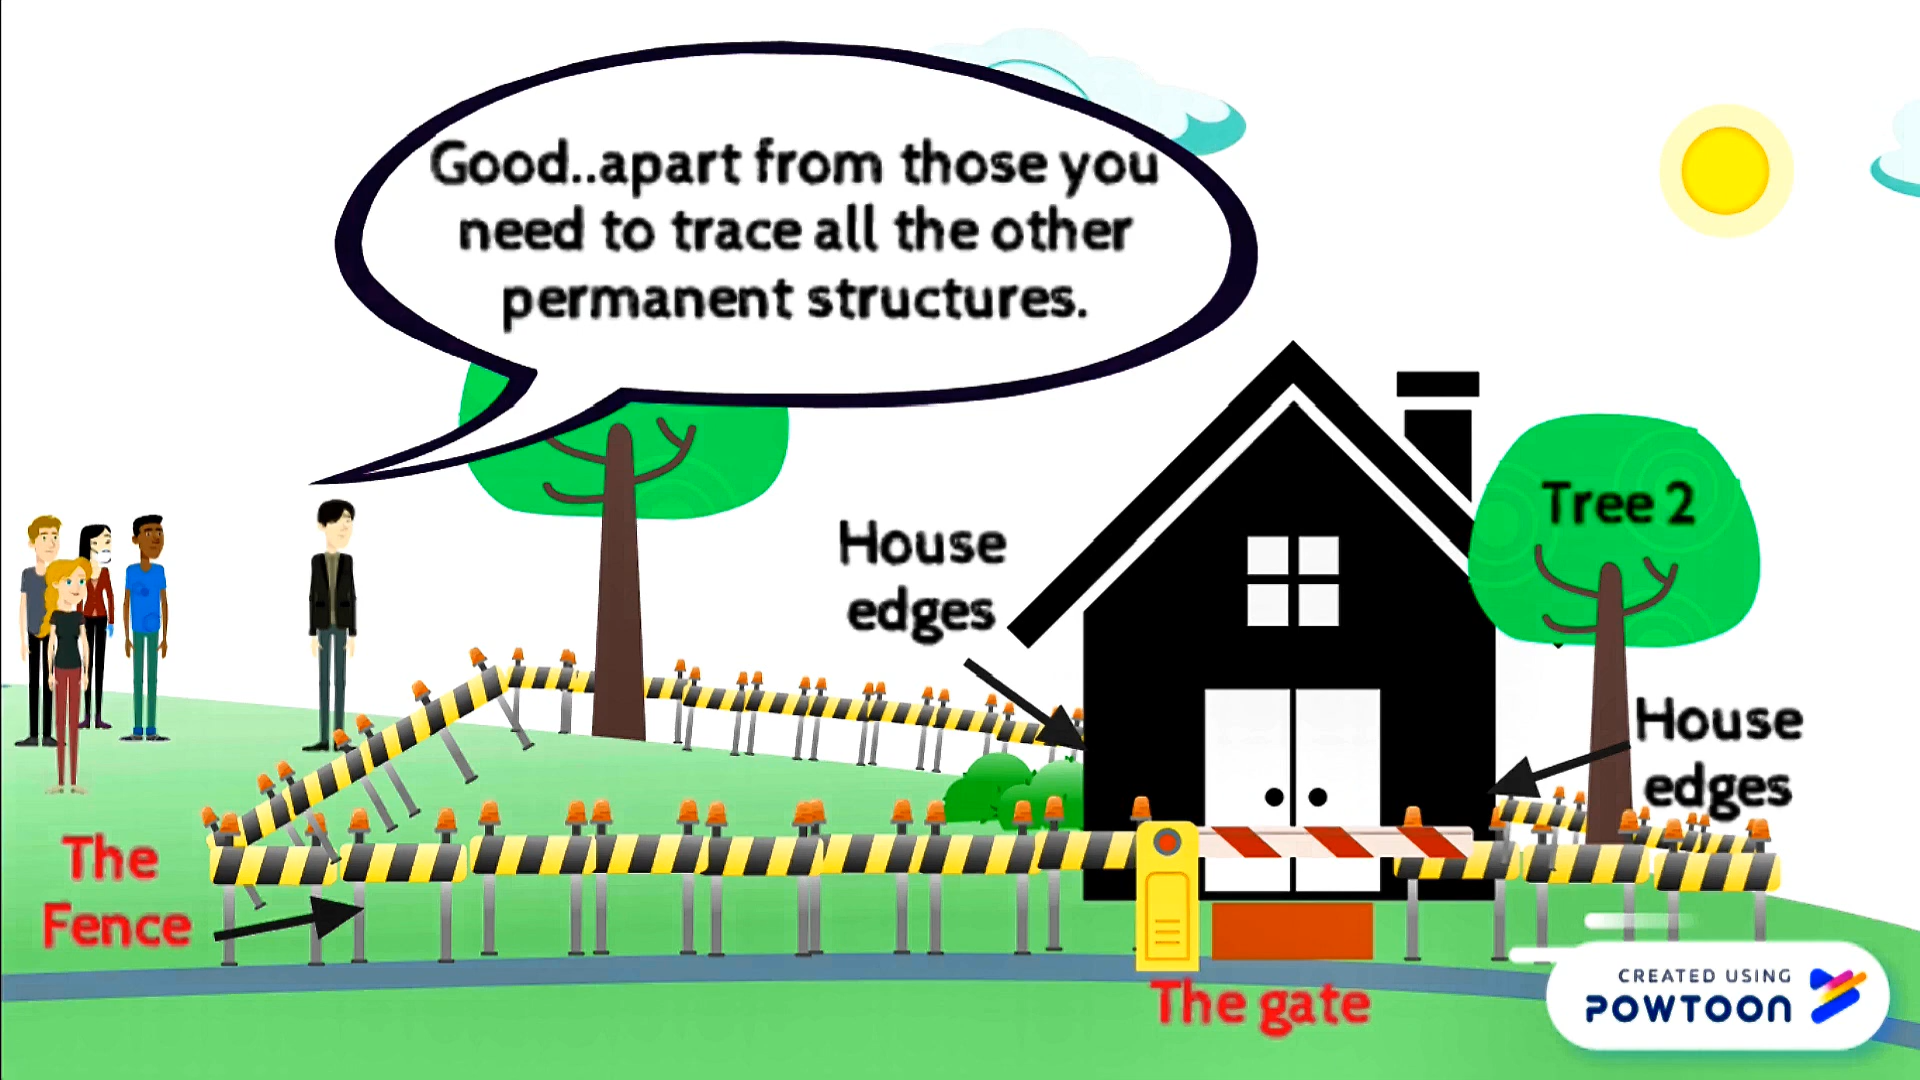 Good..apart from those you
need to trace all the other
permanent structures.
Tree 2
House
edges
House
edges
The
Fence
The gate
CREATED USING
POWTOON